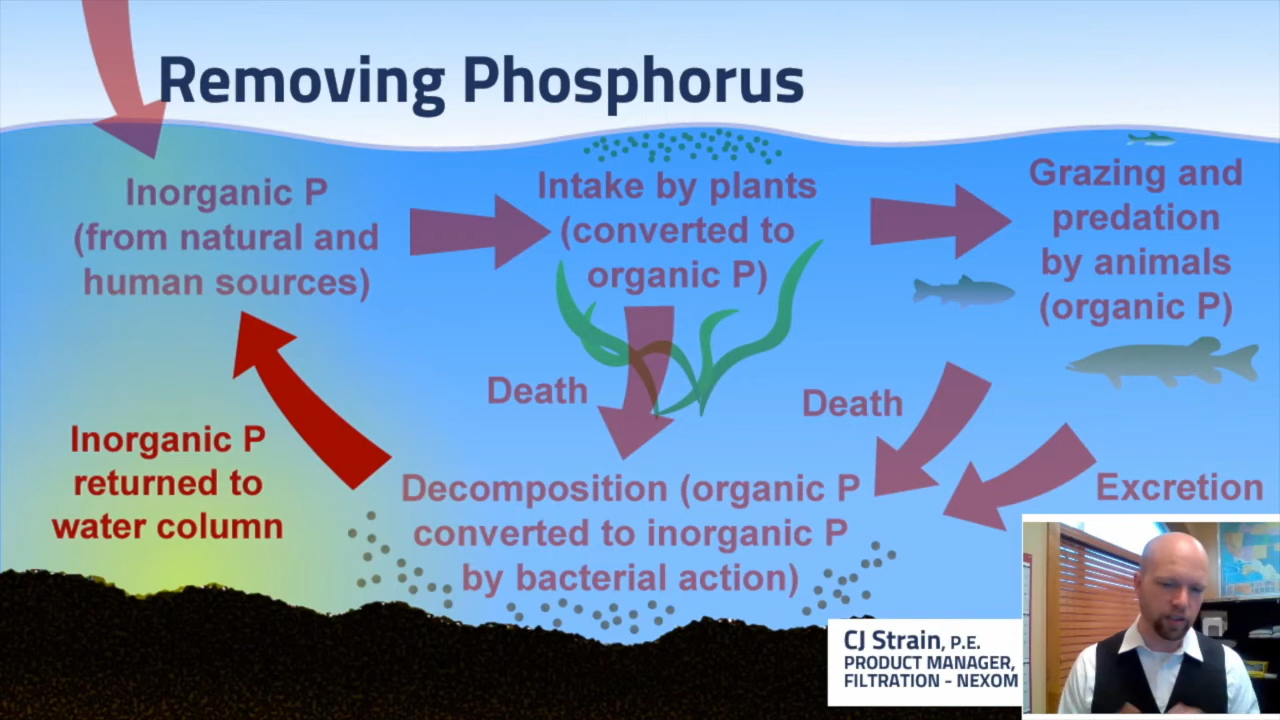 Removing Phosphorus
Inorganic P
(from natural and
human sources)
Intake by plants
(converted to
organic P)
Grazing and
predation
by animals
(organic P)
Death
Death
Inorganic P
returned to
water column
Decomposition (organic P
converted to inorganic P
by bacterial action)
Excretion
CJ Strain, P.E.
PRODUCT MANAGER,
FILTRATION - NEXOM